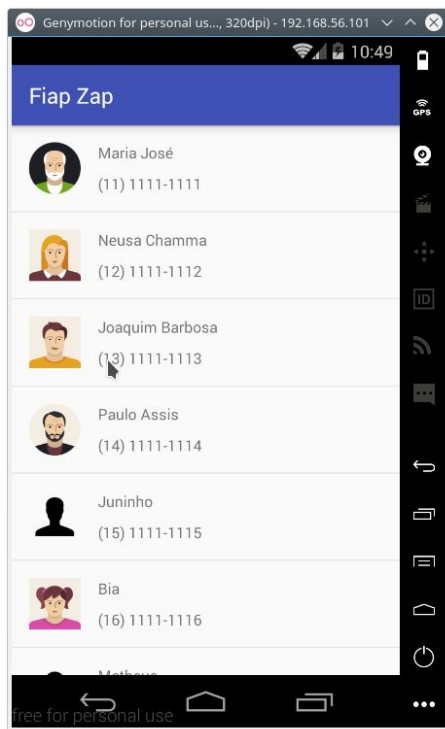 Genymotion for personal us..., 320dpi) - 192.168.56.101
10:49
Fiap Zap
GPS
Maria José
(11) 1111-1111
Neusa Chamma
(12) 1111-1112
Joaquim Barbosa
(13) 1111-1113
ID
Paulo Assis
(14) 1111-1114
Juninho
(15) 1111-1115
Bia
(16) 1111-1116
free for personal use